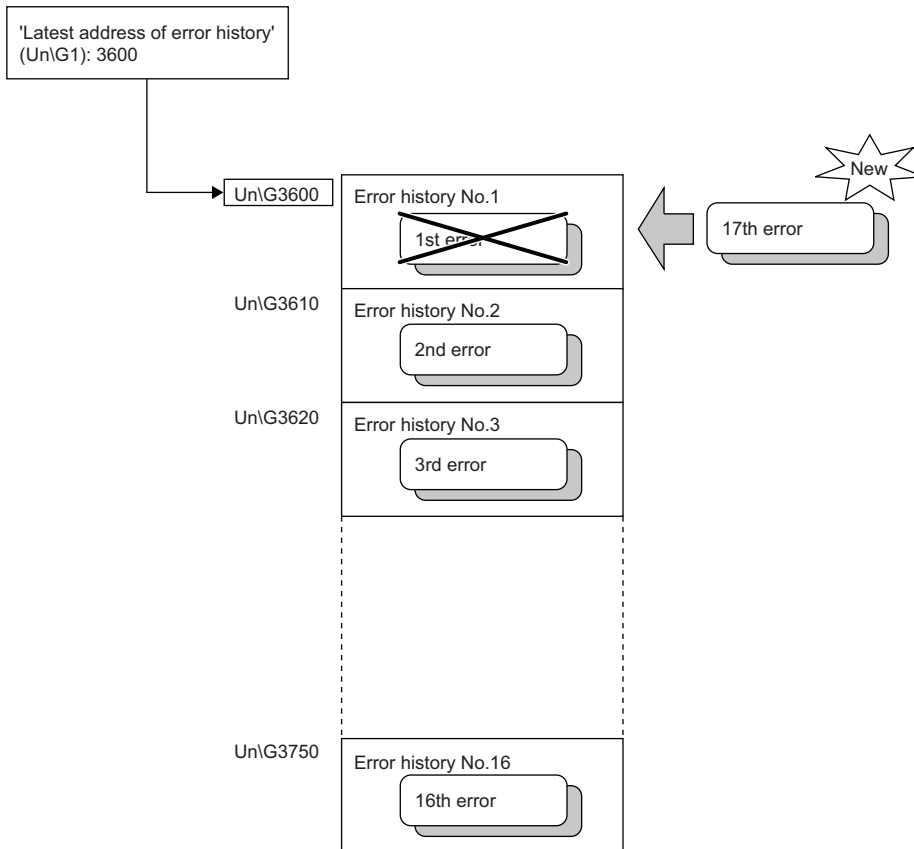 'Latest address of error history'
(Un\G1): 3600
New
Un\G3600
Error history No.1
1st error
17th error
Un\G3610
Error history No.2
2nd error
Un\G3620
Error history No.3
3rd error
Un\G3750
Error history No.16
16th error